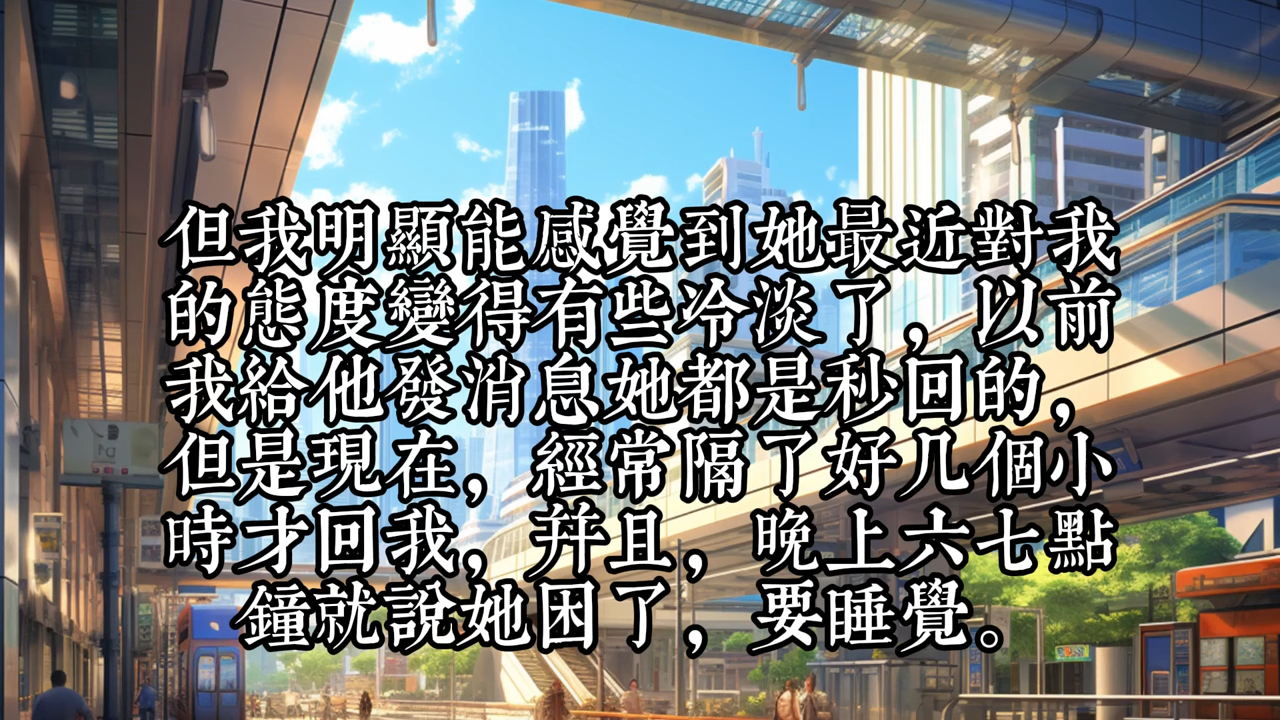 但我明顯能感覺到她最近對我
的態度變得有些冷淡了，以前
我給他發消息她都是秒回的，
但是現在，經常隔了好几個小
時才回我，并且，晚上六七點
鐘就說她困了，要睡覺。